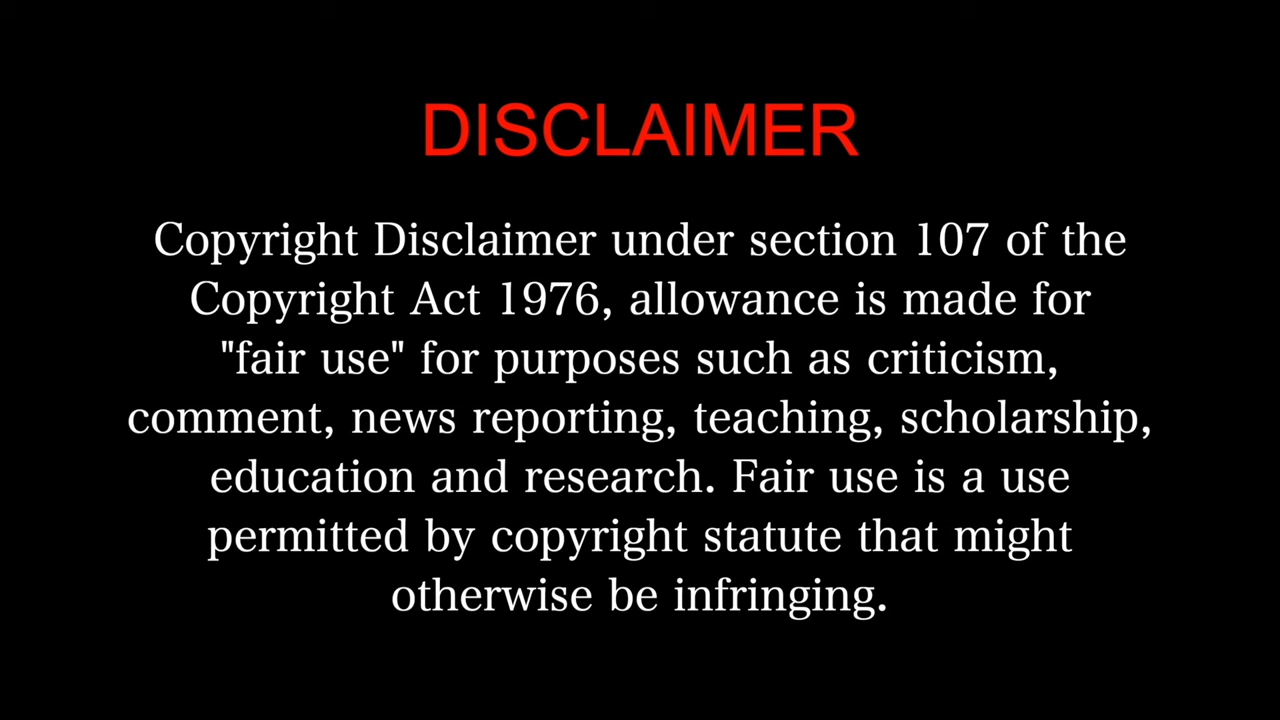 DISCLAIMER
Copyright Disclaimer under section 107 of the
Copyright Act 1976, allowance is made for
"fair use" for purposes such as criticism,
comment, news reporting, teaching, scholarship,
education and research. Fair use is a use
permitted by copyright statute that might
otherwise be infringing.